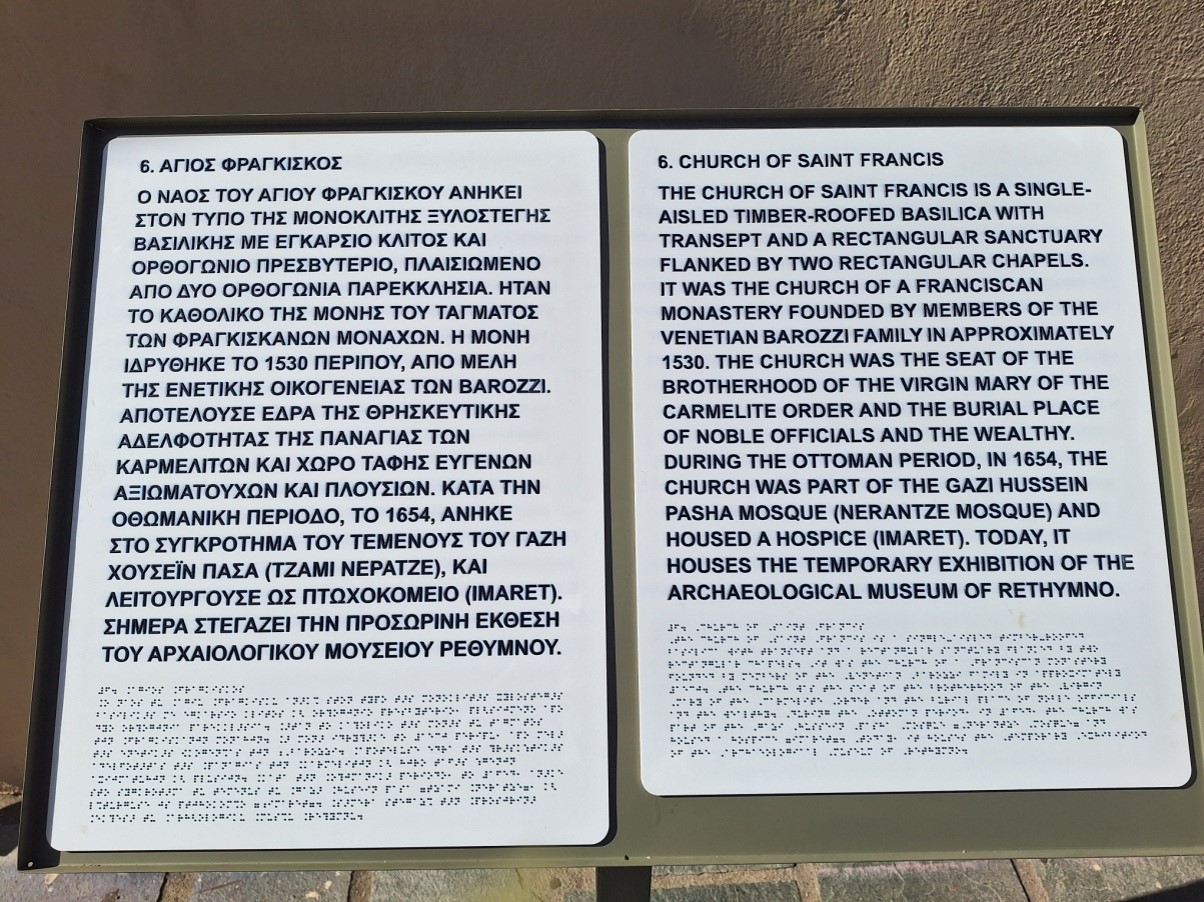 6. ΑΓΙΟΣ ΦΡΑΓΚΙΣΚΟΣ
Ο ΝΑΟΣ ΤΟΥ ΑΓΙΟΥ ΦΡΑΓΚΙΣΚΟΥ ΑΝΗΚΕΙ
ΣΤΟΝ ΤΥΠΟ ΤΗΣ ΜΟΝΟΚΛΙΤΗΣ ΞΥΛΟΣΤΕΓΗΣ
ΒΑΣΙΛΙΚΗΣ ΜΕ ΕΓΚΑΡΣΙΟ ΚΛΙΤΟΣ ΚΑΙ
ΟΡΘΟΓΩΝΙΟ ΠΡΕΣΒΥΤΕΡΙΟ, ΠΛΑΙΣΙΩΜΕΝΟ
ΑΠΟ ΔΥΟ ΟΡΘΟΓΩΝΙΑ ΠΑΡΕΚΚΛΗΣΙΑ. ΗΤΑΝ
ΤΟ ΚΑΘΟΛΙΚΟ ΤΗΣ ΜΟΝΗΣ ΤΟΥ ΤΑΓΜΑΤΟΣ
ΤΩΝ ΦΡΑΓΚΙΣΚΑΝΩΝ ΜΟΝΑΧΩΝ. Η ΜΟΝΗ
ΙΔΡΥΘΗΚΕ ΤΟ 1530 ΠΕΡΙΠΟΥ, ΑΠΟ ΜΕΛΗ
ΤΗΣ ΕΝΕΤΙΚΗΣ ΟΙΚΟΓΕΝΕΙΑΣ ΤΩΝ BAROZZI.
ΑΠΟΤΕΛΟΥΣΕ ΕΔΡΑ ΤΗΣ ΘΡΗΣΚΕΥΤΙΚΗΣ
ΑΔΕΛΦΟΤΗΤΑΣ ΤΗΣ ΠΑΝΑΓΙΑΣ ΤΩΝ
ΚΑΡΜΕΛΙΤΩΝ ΚΑΙ ΧΩΡΟ ΤΑΦΗΣ ΕΥΓΕΝΩΝ
ΑΞΙΩΜΑΤΟΥΧΩΝ ΚΑΙ ΠΛΟΥΣΙΩΝ. ΚΑΤΑ ΤΗΝ
ΟΘΩΜΑΝΙΚΗ ΠΕΡΙΟΔΟ, ΤΟ 1654, ΑΝΗΚΕ
ΣΤΟ ΣΥΓΚΡΟΤΗΜΑ ΤΟΥ ΤΕΜΕΝΟΥΣ ΤΟΥ ΓΑΖΗ
ΧΟΥΣΕΪΝ ΠΑΣΑ (ΤΖΑΜΙ ΝΕΡΑΤΖΕ), ΚΑΙ
ΛΕΙΤΟΥΡΓΟΥΣΕ ΩΣ ΠΤΩΧΟΚΟΜΕΙΟ (IMARET).
ΣΗΜΕΡΑ ΣΤΕΓΑΖΕΙ ΤΗΝ ΠΡΟΣΩΡΙΝΗ ΕΚΘΕΣΗ
ΤΟΥ ΑΡΧΑΙΟΛΟΓΙΚΟΥ ΜΟΥΣΕΙΟΥ ΡΕΘΥΜΝΟΥ.
6. CHURCH OF SAINT FRANCIS
THE CHURCH OF SAINT FRANCIS IS A SINGLE-
AISLED TIMBER-ROOFED BASILICA WITH
TRANSEPT AND A RECTANGULAR SANCTUARY
FLANKED BY TWO RECTANGULAR CHAPELS.
IT WAS THE CHURCH OF A FRANCISCAN
MONASTERY FOUNDED BY MEMBERS OF THE
VENETIAN BAROZZI FAMILY IN APPROXIMATELY
1530. THE CHURCH WAS THE SEAT OF THE
BROTHERHOOD OF THE VIRGIN MARY OF THE
CARMELITE ORDER AND THE BURIAL PLACE
OF NOBLE OFFICIALS AND THE WEALTHY.
DURING THE OTTOMAN PERIOD, IN 1654, THE
CHURCH WAS PART OF THE GAZI HUSSEIN
PASHA MOSQUE (NERANTZE MOSQUE) AND
HOUSED A HOSPICE (IMARET). TODAY, IT
HOUSES THE TEMPORARY EXHIBITION OF THE
ARCHAEOLOGICAL MUSEUM OF RETHYMNO.